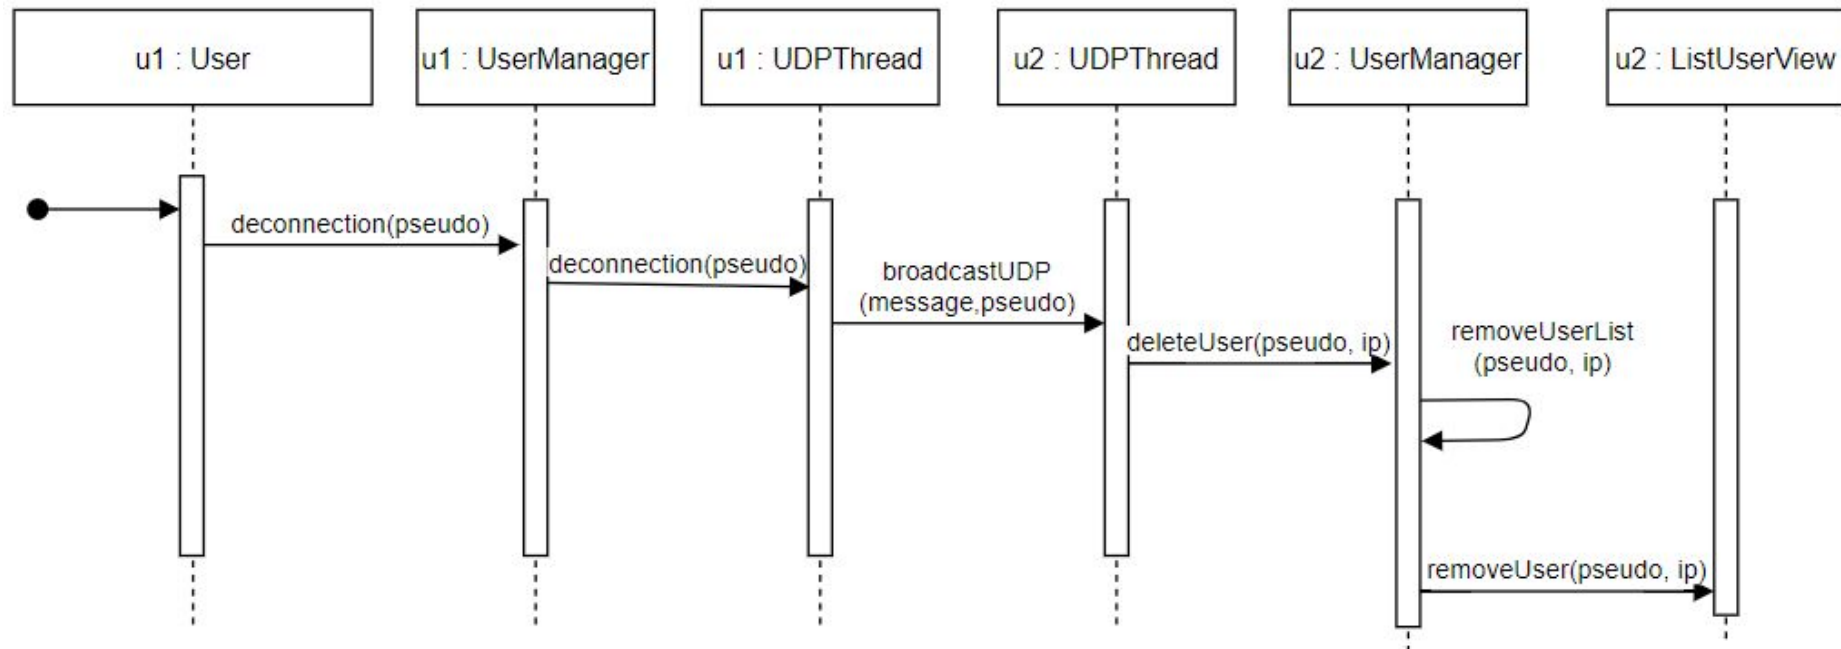 u1 : User
u1 : UserManager
u1 : UDPThread
u2 : UDPThread
u2 : UserManager
u2 : ListUserView
deconnection(pseudo)
deconnection(pseudo)
broadcastUDP
(message,pseudo)
deleteUser(pseudo, ip)
removeUserList
(pseudo, ip)
removeUser(pseudo, ip)